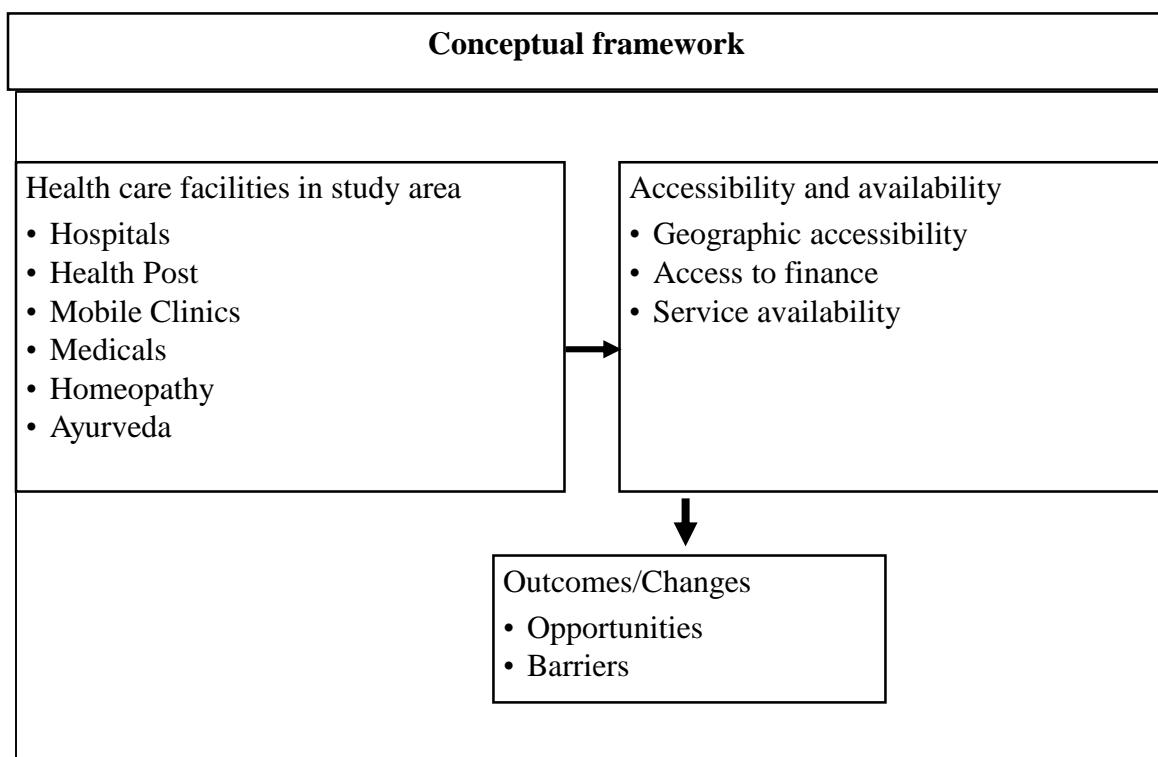 Conceptual framework
Health care facilities in study area
• Hospitals
• Health Post
• Mobile Clinics
• Medicals
• Homeopathy
• Ayurveda
Accessibility and availability
• Geographic accessibility
• Access to finance
• Service availability
Outcomes/Changes
• Opportunities
• Barriers